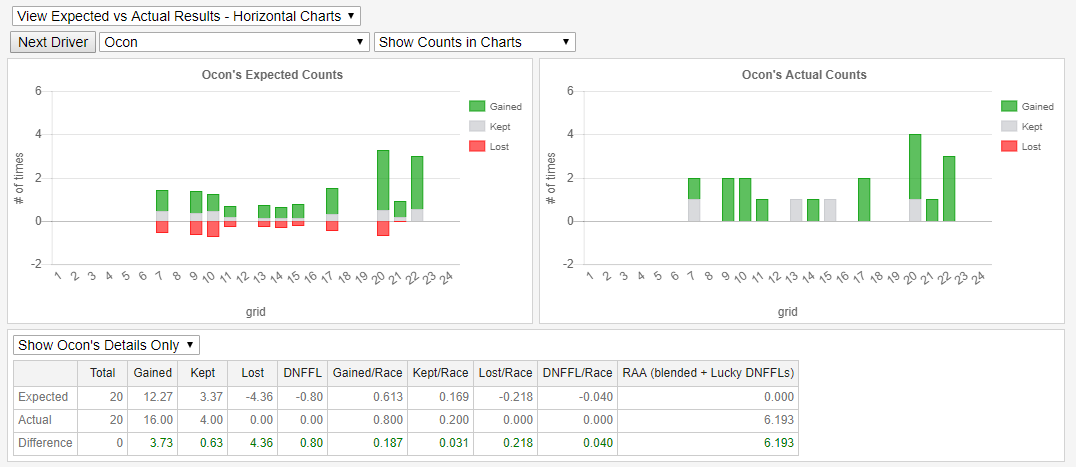 View Expected vs Actual Results - Horizontal Charts ▼
Next Driver Ocon ▼ Show Counts in Charts ▼
Ocon's Expected Counts
# of times
6
4
2
0
-2
1 2 3 4 5 6 7 8 9 10 11 12 13 14 15 16 17 18 19 20 21 22 23 24
grid
Gained
Kept
Lost
Ocon's Actual Counts
# of times
6
4
2
0
-2
1 2 3 4 5 6 7 8 9 10 11 12 13 14 15 16 17 18 19 20 21 22 23 24
grid
Gained
Kept
Lost
Show Ocon's Details Only ▼
Total Gained Kept Lost DNFFL Gained/Race Kept/Race Lost/Race DNFFL/Race RAA (blended + Lucky DNFFLs)
Expected 20 12.27 3.37 -4.36 -0.80 0.613 0.169 -0.218 -0.040 0.000
Actual 20 16.00 4.00 0.00 0.00 0.800 0.200 0.000 0.000 6.193
Difference 0 3.73 0.63 4.36 0.80 0.187 0.031 0.218 0.040 6.193